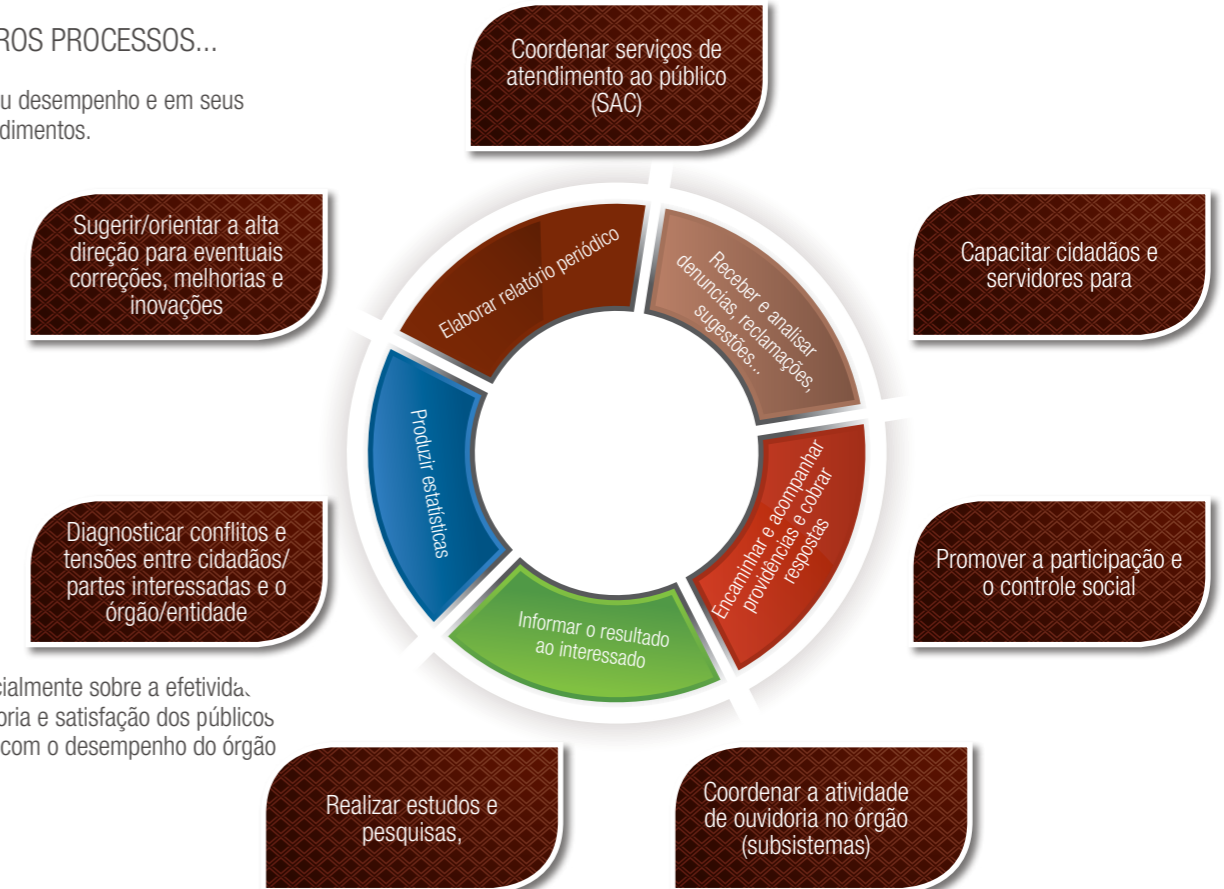 ROS PROCESSOS...
u desempenho e em seus
dimentos.
Coordenar serviços de
atendimento ao público
(SAC)
Sugerir/orientar a alta
direção para eventuais
correções, melhorias e
inovações
Capacitar cidadãos e
servidores para
Elaborar relatório periódico
Receber e analisar
denuncias, reclamações,
sugestões...
Produzir estatísticas
Encaminhar e acompanhar
providências e cobrar
respostas
Informar o resultado
ao interessado
Diagnosticar conflitos e
tensões entre cidadãos/
partes interessadas e o
órgão/entidade
Promover a participação e
o controle social
cialmente sobre a
oria e satisfação dos públicos
com o desempenho do órgão
Realizar estudos e
pesquisas,
Coordenar a atividade
de ouvidoria no órgão
(subsistemas)